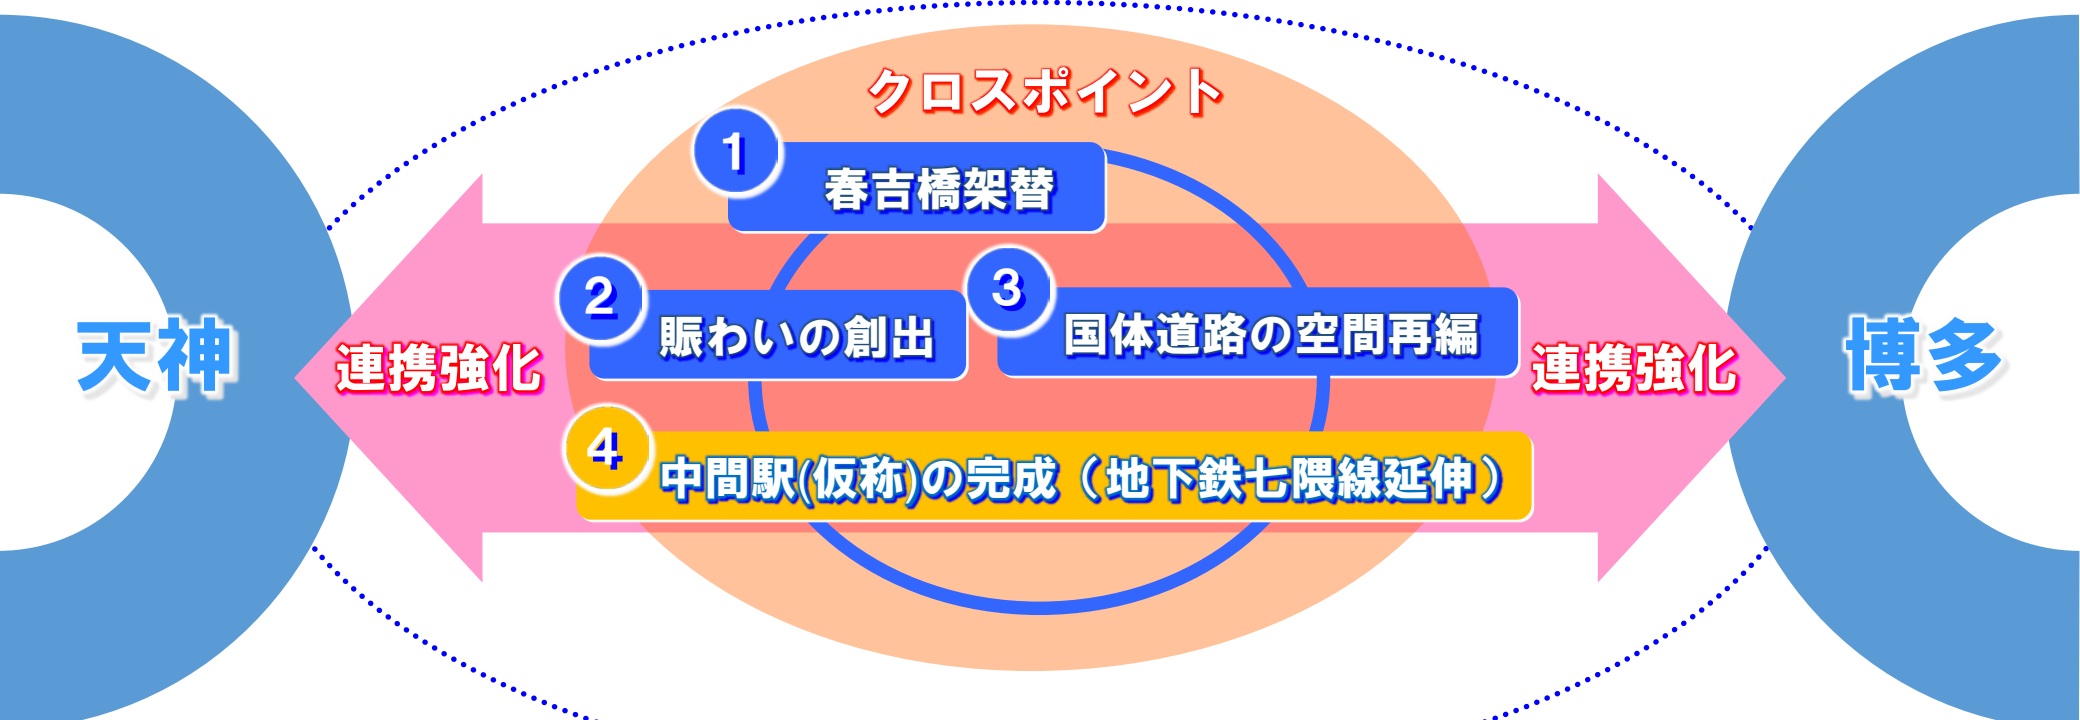 クロスポイント
1
春吉橋架替
2
賑わいの創出
3
国体道路の空間再編
天神
連携強化
連携強化
博多
4
中間駅(仮称)の完成（地下鉄七隈線延伸）